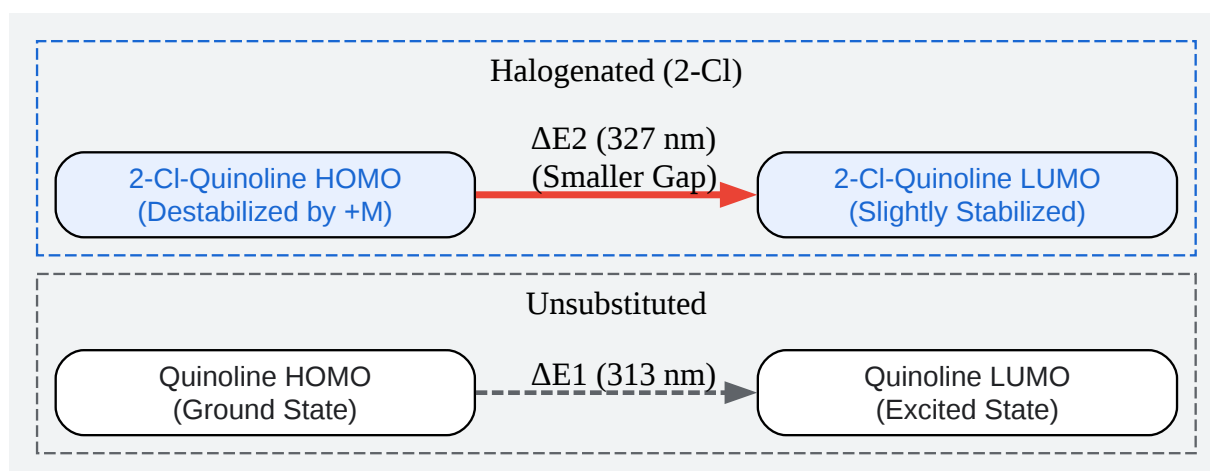 Halogenated (2-Cl)
ΔE2 (327 nm)
(Smaller Gap)
2-Cl-Quinoline HOMO
(Destabilized by +M)
2-Cl-Quinoline LUMO
(Slightly Stabilized)
Unsubstituted
ΔE1 (313 nm)
Quinoline HOMO
(Ground State)
Quinoline LUMO
(Excited State)